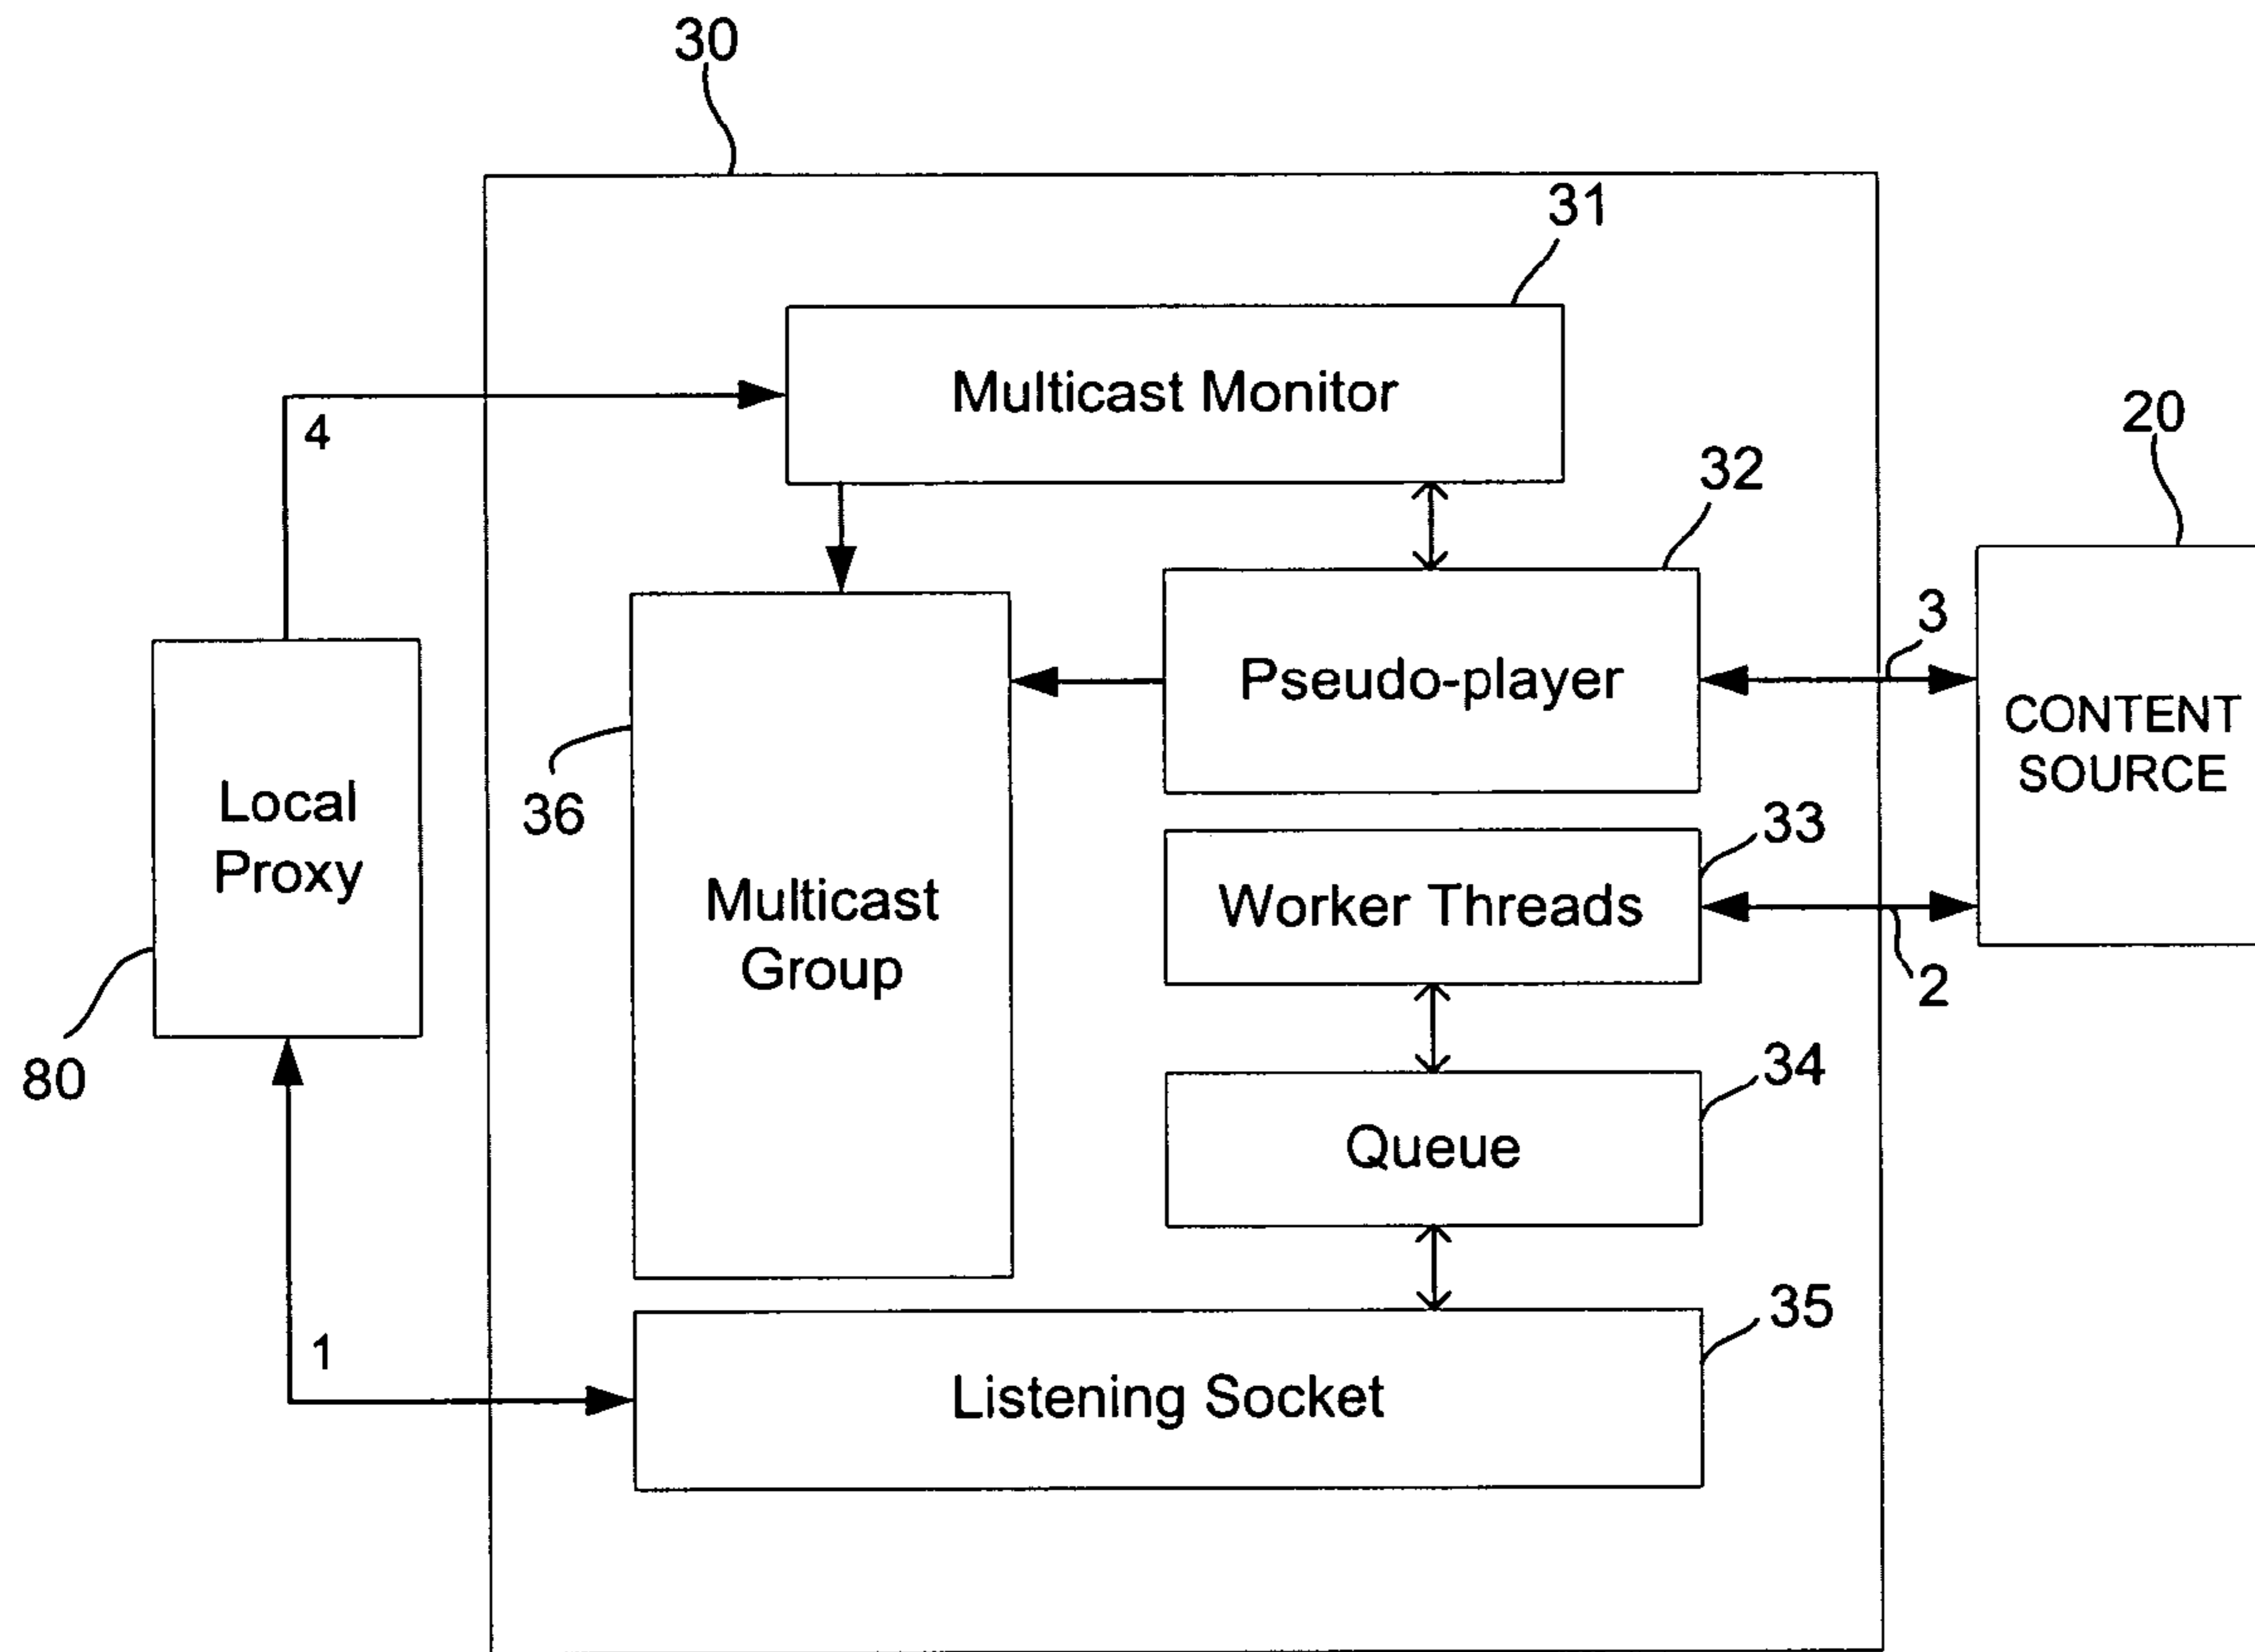 30
31
Multicast Monitor
4
20
32
3
Pseudo-player
CONTENT
SOURCE
36
Local
Proxy
33
Multicast
Group
Worker Threads
2
80
34
Queue
35
1
Listening Socket